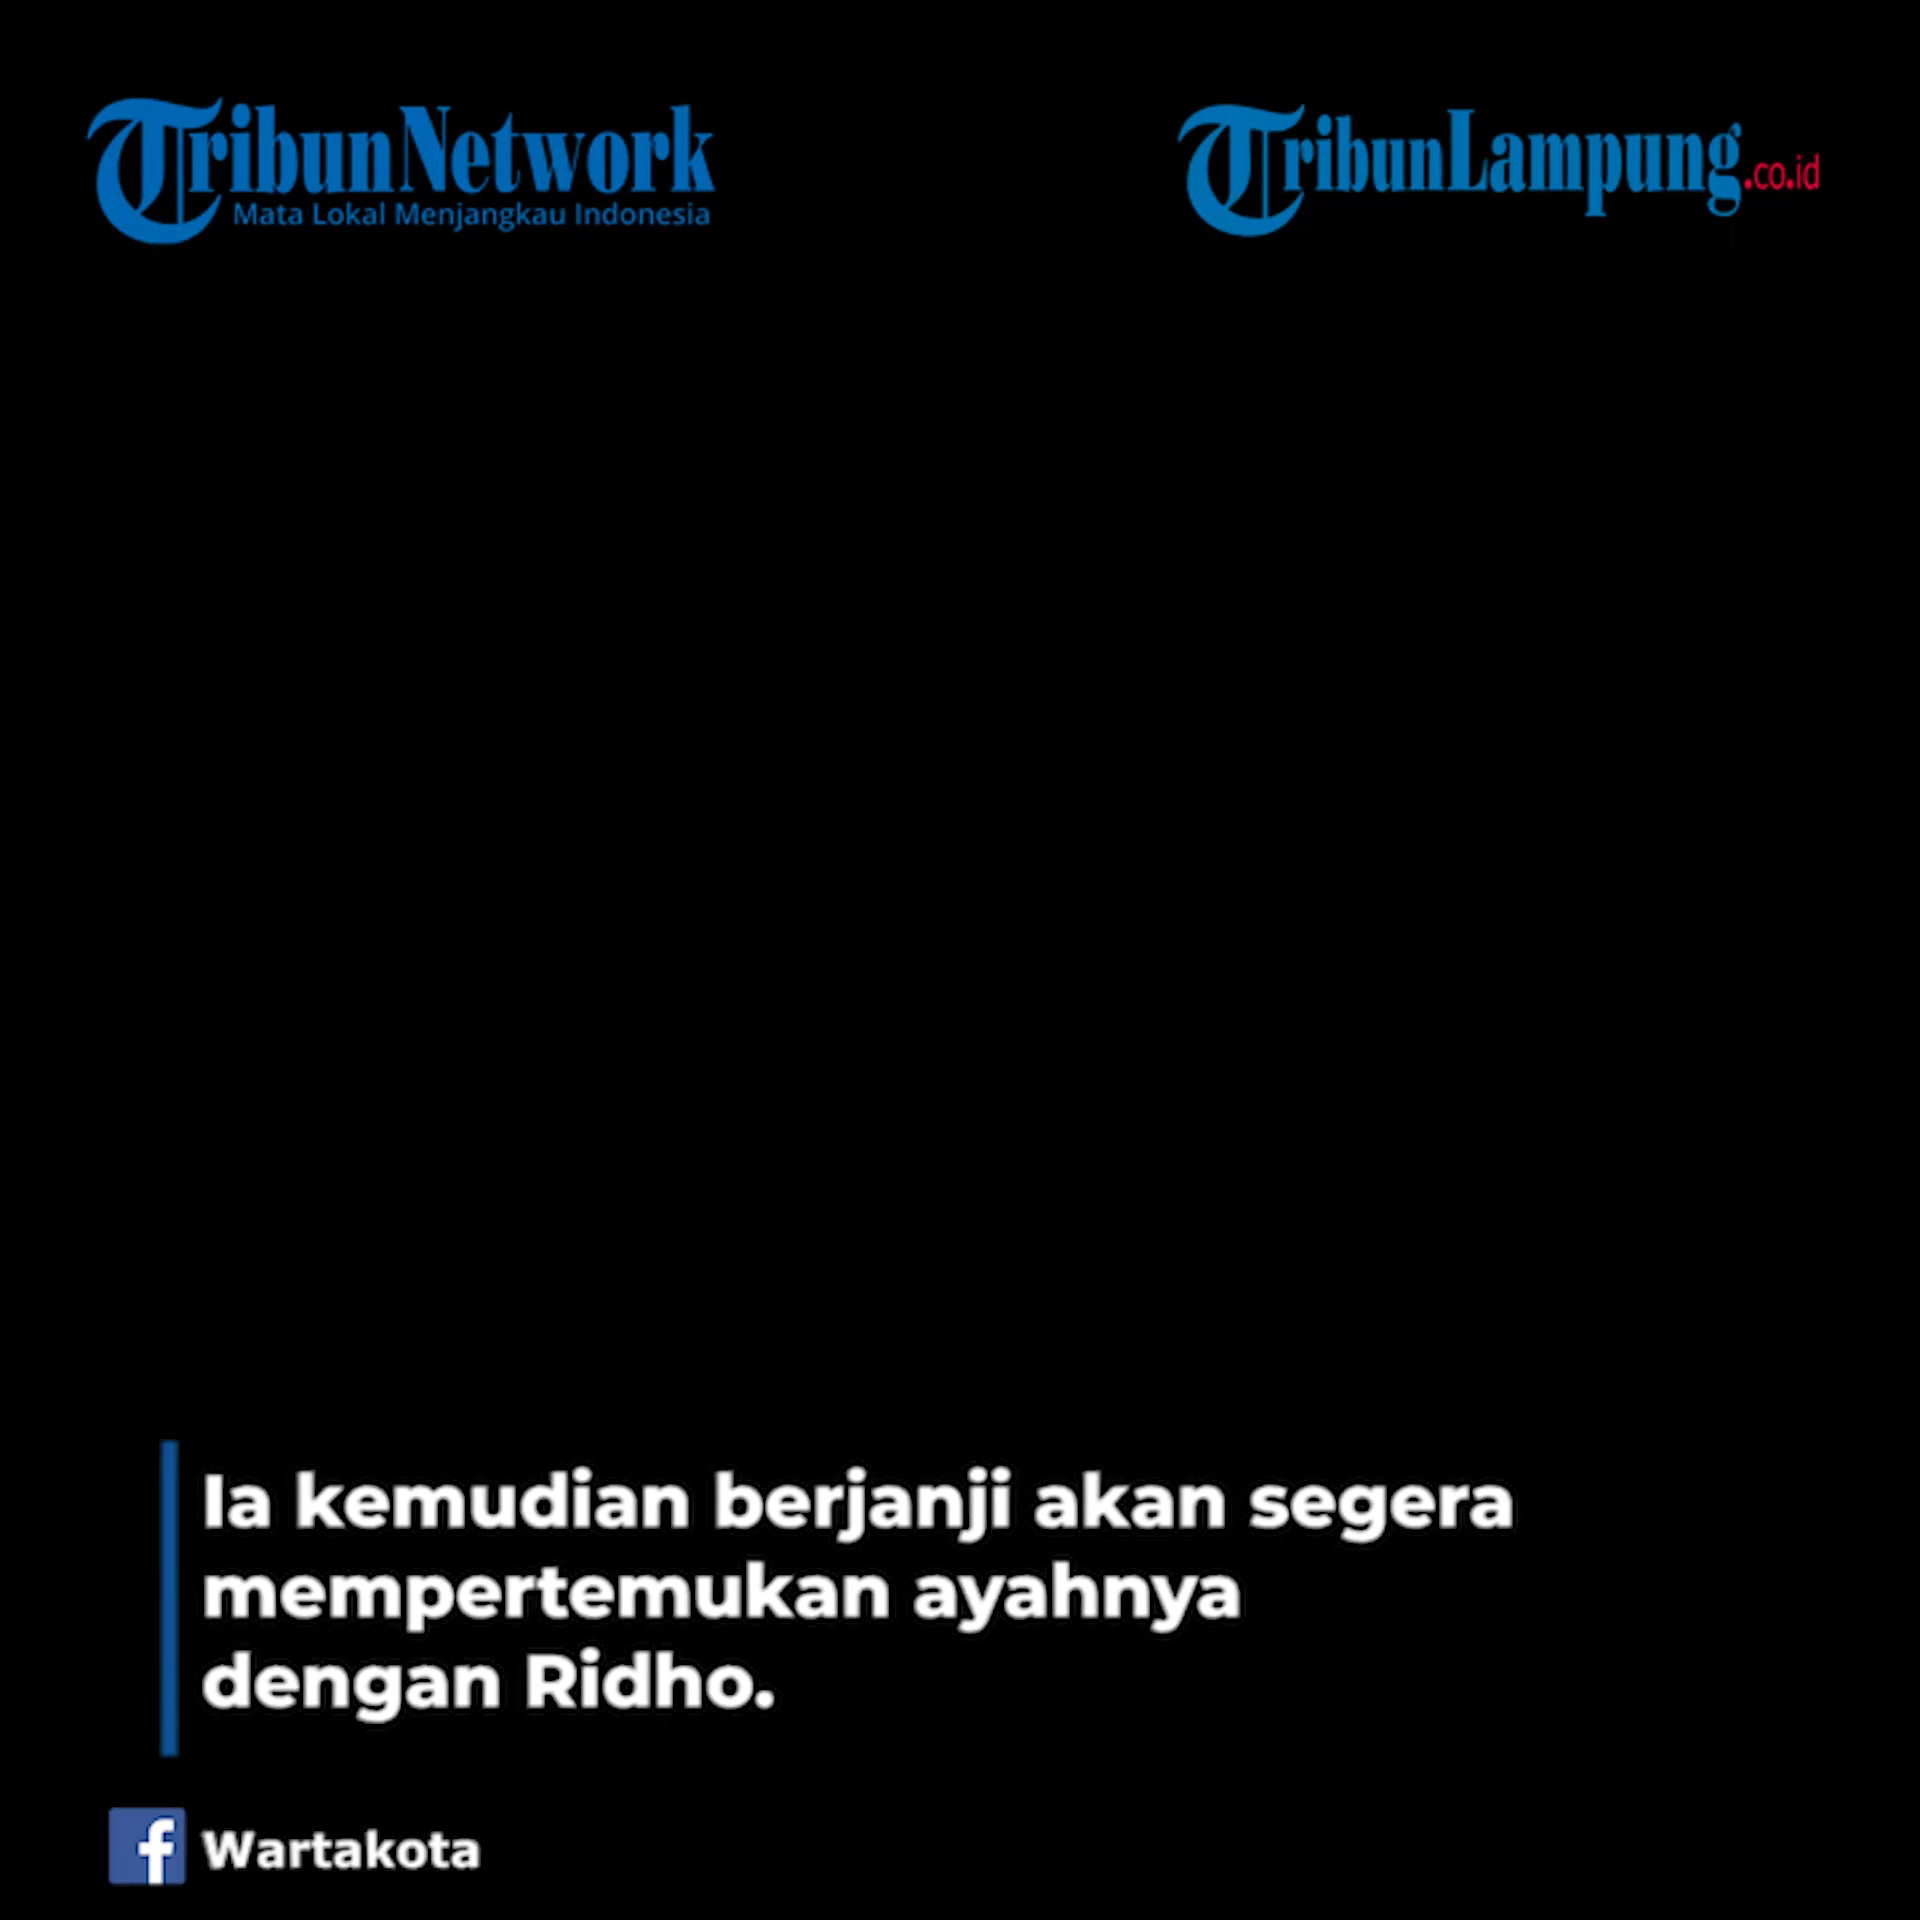 TribunNetwork
Mata Lokal Menjangkau Indonesia
TribunLampung.co.id
Ia kemudian berjanji akan segera
mempertemukan ayahnya
dengan Ridho.
Wartakota